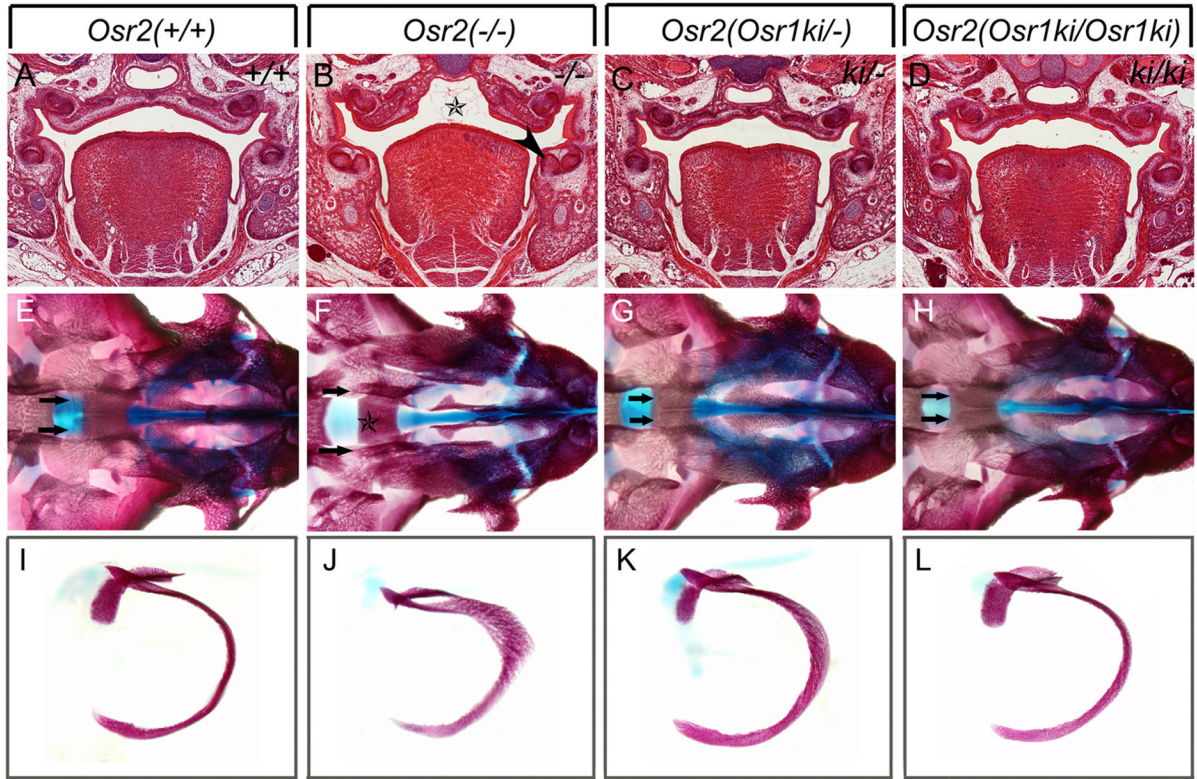 Osr2(+/+) Osr2(-/-) Osr2(Osr1ki/-) Osr2(Osr1ki/Osr1ki)
A +/+ B -/- C ki/- D ki/ki
E F G H
I J K L